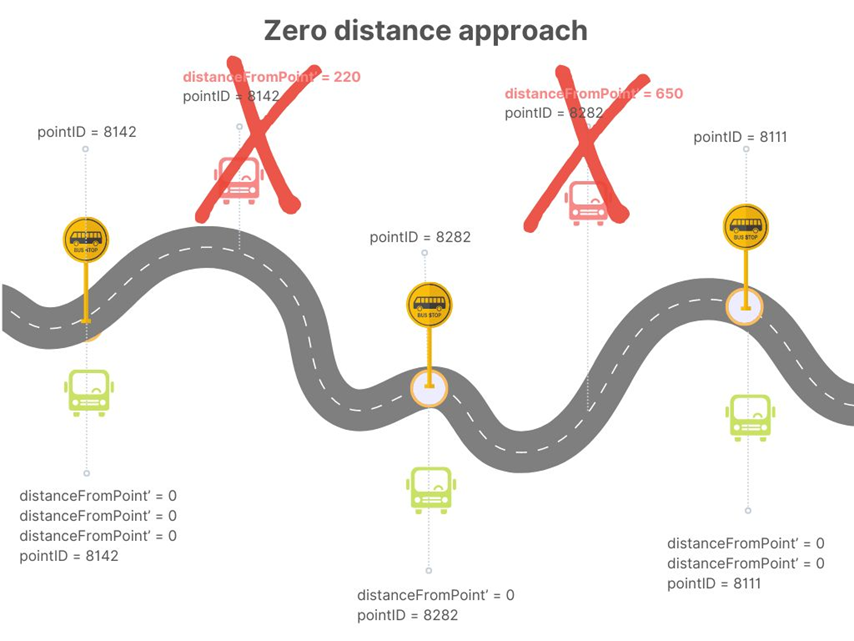 Zero distance approach
distanceFromPoint' = 220
pointID = 8142
distanceFromPoint' = 650
pointID = 8282
pointID = 8142
pointID = 8111
BUS STOP
pointID = 8282
BUS STOP
BUS STOP
distanceFromPoint' = 0
distanceFromPoint' = 0
distanceFromPoint' = 0
pointID = 8142
distanceFromPoint' = 0
pointID = 8282
distanceFromPoint' = 0
distanceFromPoint' = 0
pointID = 8111